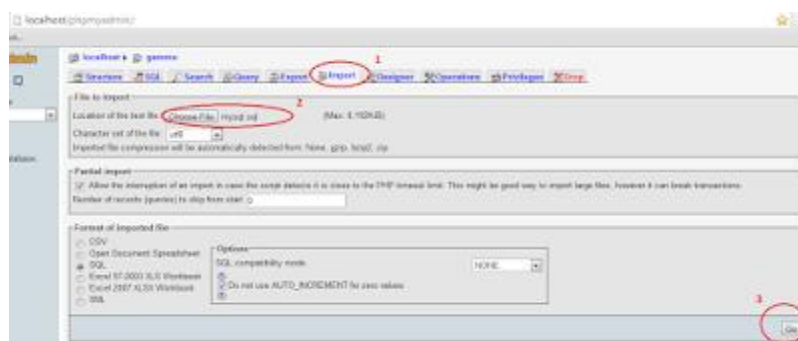 localhost/phpmyadmin/
localhost ▸ gammo
Structure SQL Search Query Export Import Designer Operations Privileges Drop
1
File to import
2
Location of the text file Choose File mysql.sql (Max: 8,192KiB)
Character set of the file: utf8
Imported file compression will be automatically detected from: None, gzip, bzip2, zip
Partial import
Allow the interruption of an import in case the script detects it is close to the PHP timeout limit. This might be good way to import large files, however it can break transactions.
Number of records (queries) to skip from start 0
Format of imported file
CSV
Open Document Spreadsheet
SQL
Excel 97-2003 XLS Workbook
Excel 2007 XLSX Workbook
XML
Options
SQL compatibility mode NONE
Do not use AUTO_INCREMENT for zero values
3
Go